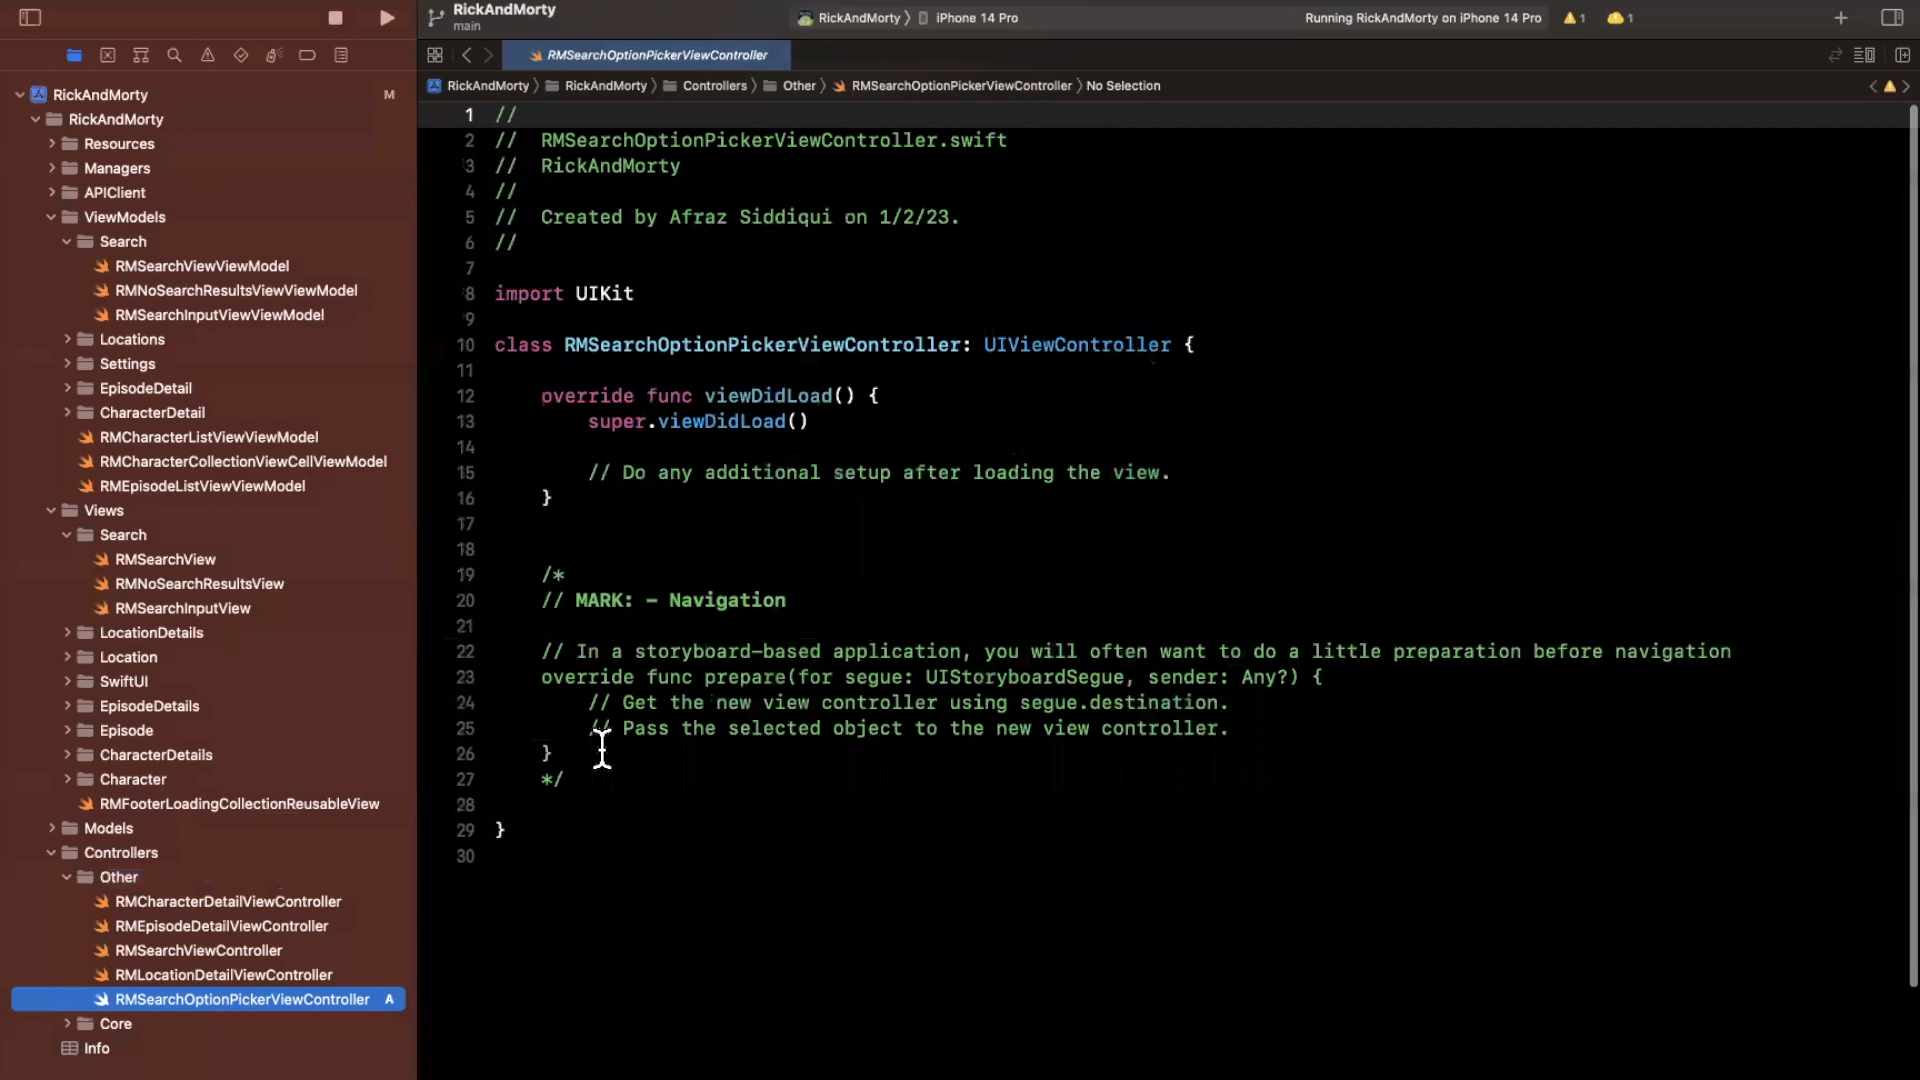 RickAndMorty
main
RickAndMorty
iPhone 14 Pro
Running RickAndMorty on iPhone 14 Pro
1
1
RMSearchOptionPickerViewController
RickAndMorty
RickAndMorty
Controllers
Other
RMSearchOptionPickerViewController
No Selection
RickAndMorty M
RickAndMorty
Resources
Managers
APIClient
ViewModels
Search
RMSearchViewViewModel
RMNoSearchResultsViewViewModel
RMSearchInputViewViewModel
Locations
Settings
EpisodeDetail
CharacterDetail
RMCharacterListViewViewModel
RMCharacterCollectionViewCellViewModel
RMEpisodeListViewViewModel
Views
Search
RMSearchView
RMNoSearchResultsView
RMSearchInputView
LocationDetails
Location
SwiftUI
EpisodeDetails
Episode
CharacterDetails
Character
RMFooterLoadingCollectionReusableView
Models
Controllers
Other
RMCharacterDetailViewController
RMEpisodeDetailViewController
RMSearchViewController
RMLocationDetailViewController
RMSearchOptionPickerViewController A
Core
Info
1 //
2 //  RMSearchOptionPickerViewController.swift
3 //  RickAndMorty
4 //
5 //  Created by Afraz Siddiqui on 1/2/23.
6 //
7
8 import UIKit
9
10 class RMSearchOptionPickerViewController: UIViewController {
11
12     override func viewDidLoad() {
13         super.viewDidLoad()
14
15         // Do any additional setup after loading the view.
16     }
17
18
19     /*
20     // MARK: - Navigation
21
22     // In a storyboard-based application, you will often want to do a little preparation before navigation
23     override func prepare(for segue: UIStoryboardSegue, sender: Any?) {
24         // Get the new view controller using segue.destination.
25         // Pass the selected object to the new view controller.
26     }
27     */
28
29 }
30